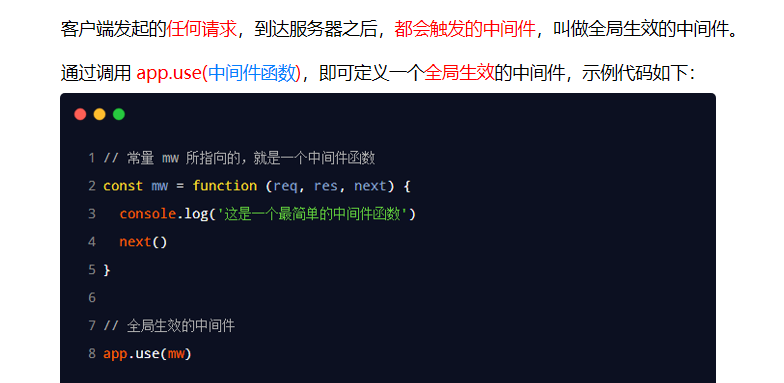 客户端发起的任何请求，到达服务器之后，都会触发的中间件，叫做全局生效的中间件。
通过调用 app.use(中间件函数)，即可定义一个全局生效的中间件，示例代码如下：
1 // 常量 mw 所指向的，就是一个中间件函数
2 const mw = function (req, res, next) {
3   console.log('这是一个最简单的中间件函数')
4   next()
5 }
6
7 // 全局生效的中间件
8 app.use(mw)